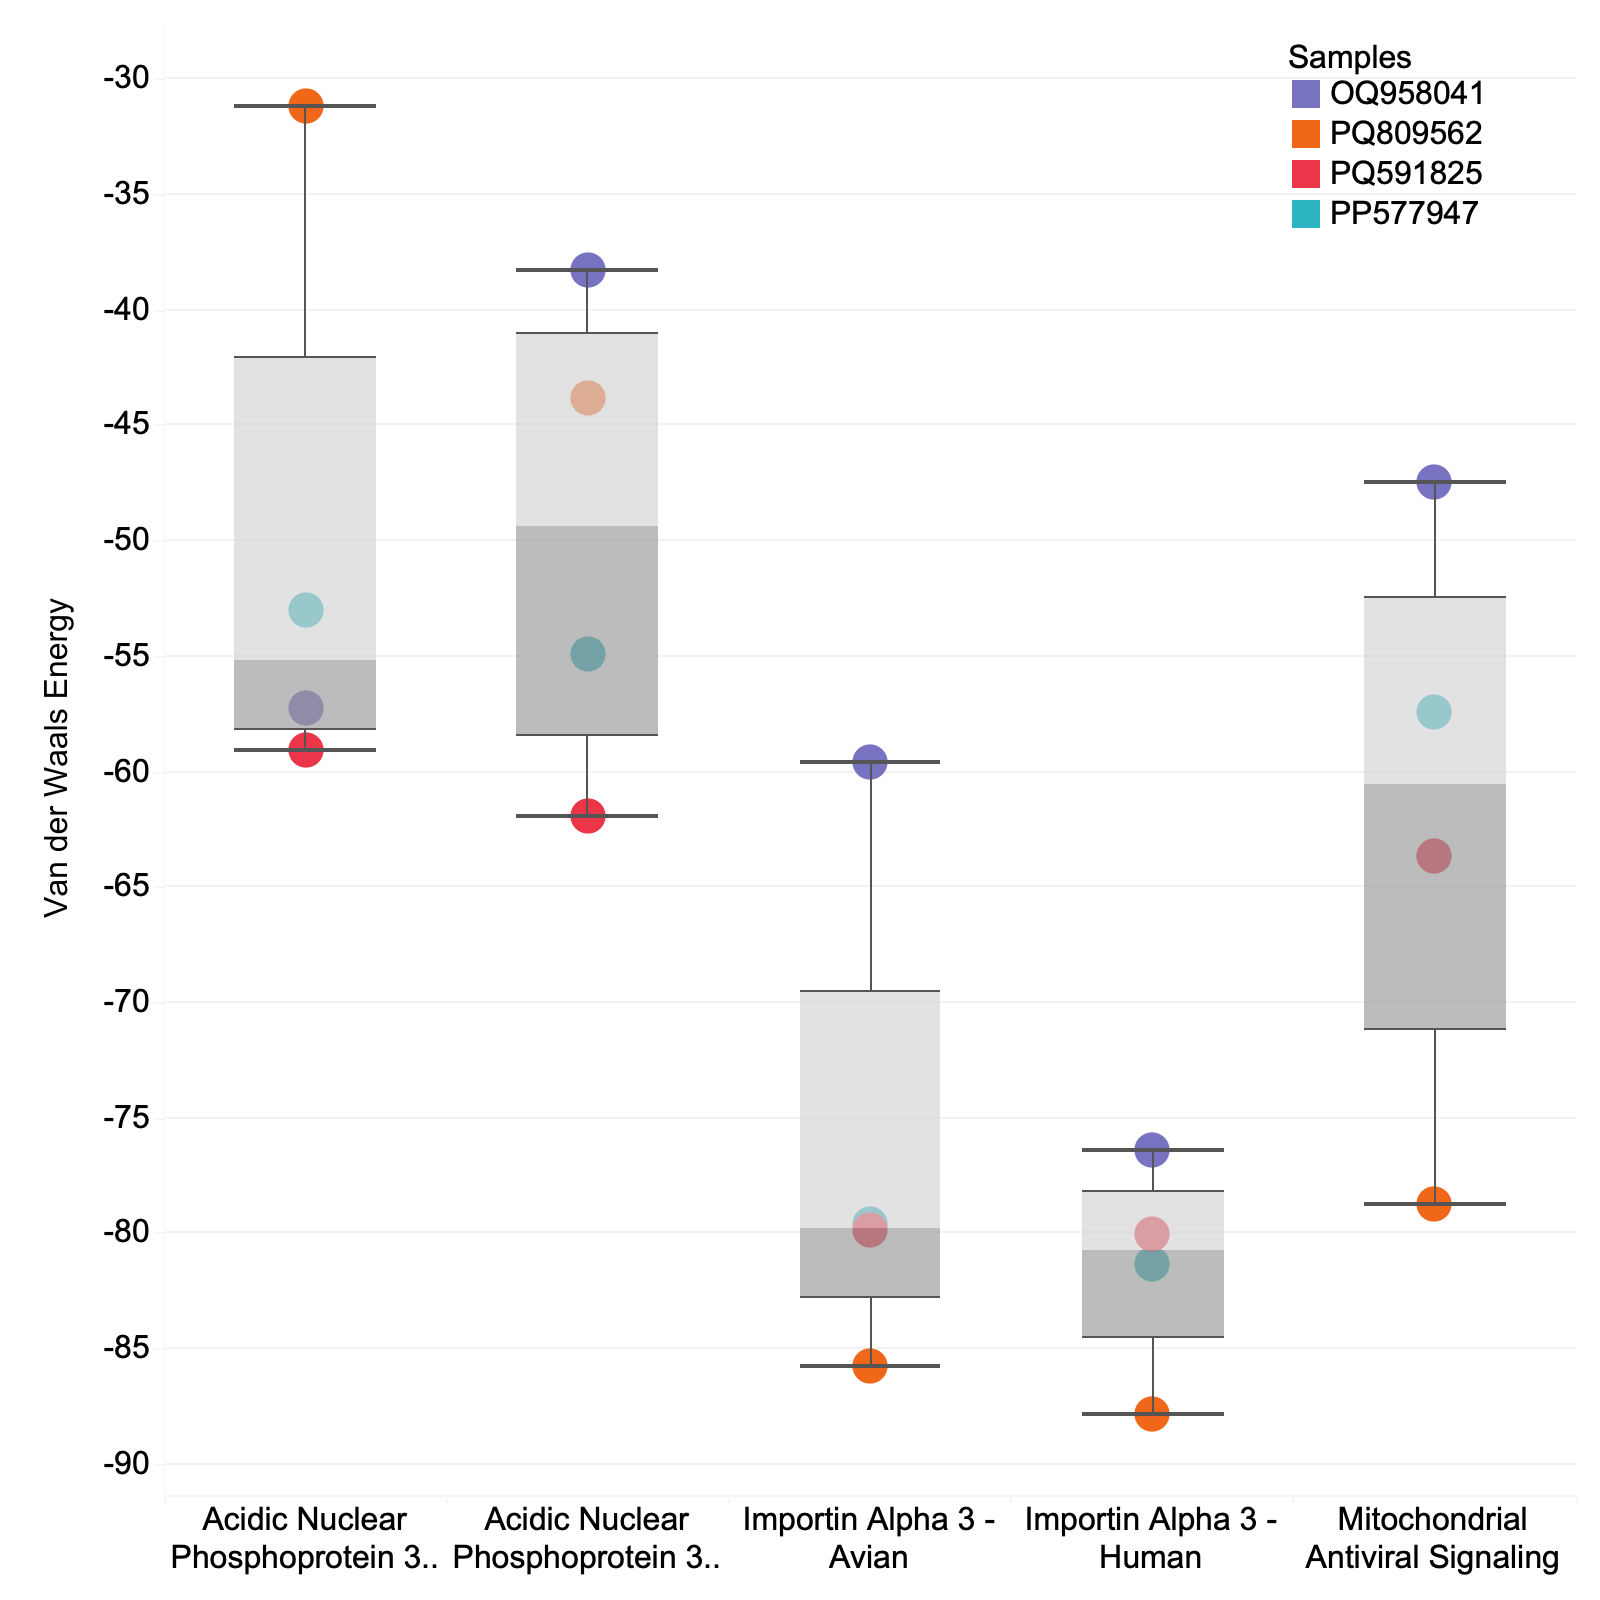 Samples
OQ958041
PQ809562
PQ591825
PP577947
-30
-35
-40
-45
-50
-55
-60
-65
-70
-75
-80
-85
-90
Van der Waals Energy
Acidic Nuclear
Phosphoprotein 3..
Acidic Nuclear
Phosphoprotein 3..
Importin Alpha 3 -
Avian
Importin Alpha 3 -
Human
Mitochondrial
Antiviral Signaling